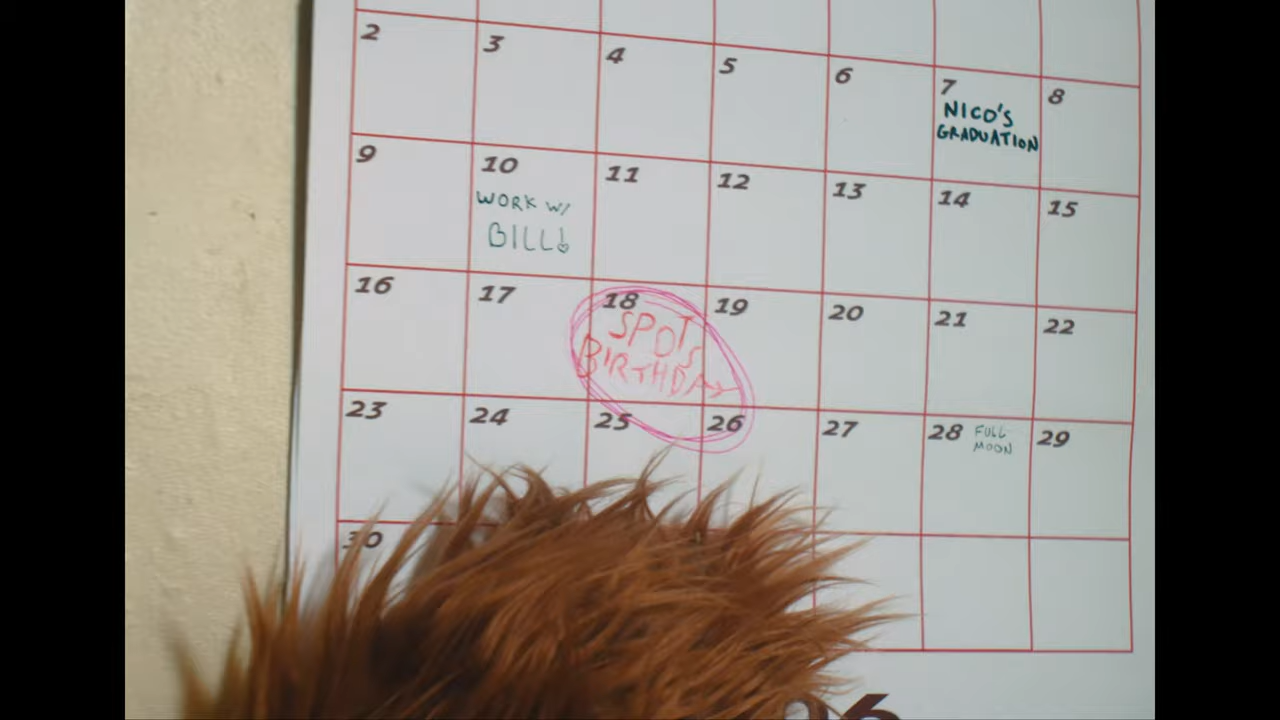 2 3 4 5 6 7 8
NICO'S
GRADUATION
9 10 11 12 13 14 15
WORK W/
BILL!
16 17 18 19 20 21 22
SPOTS
BIRTHDAY
23 24 25 26 27 28 29
FULL
MOON
30